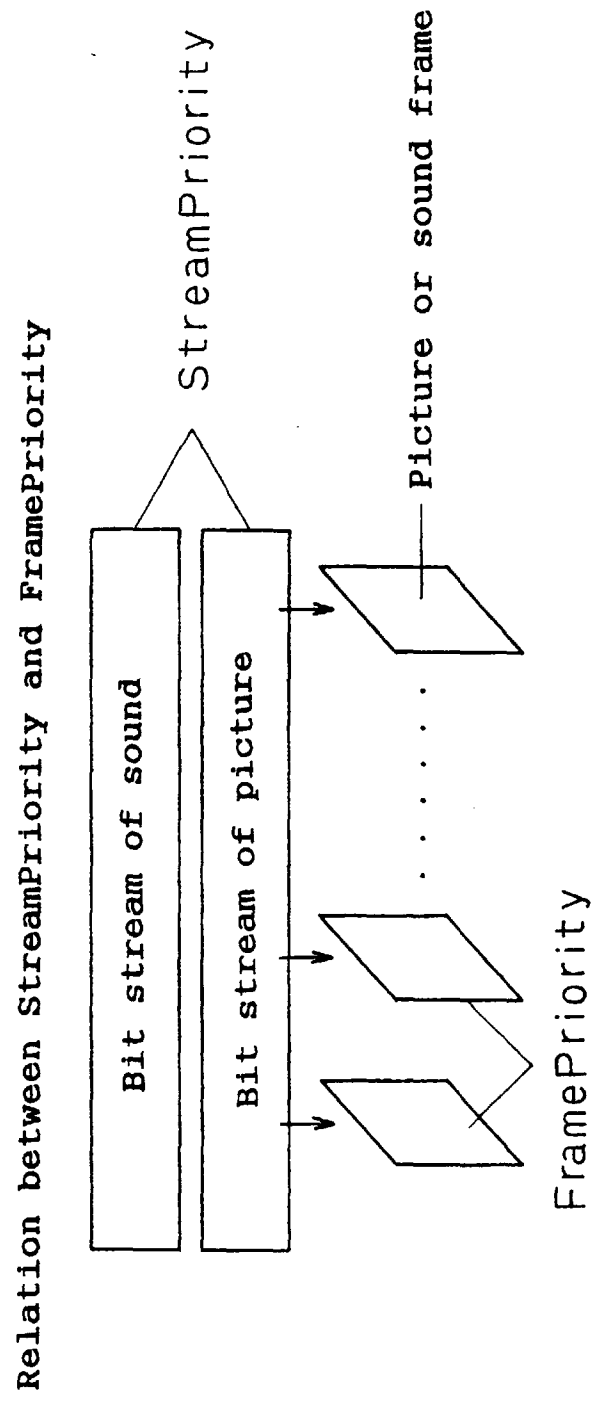 Relation between StreamPriority and FramePriority
Bit stream of sound
StreamPriority
Bit stream of picture
Picture or sound frame
FramePriority